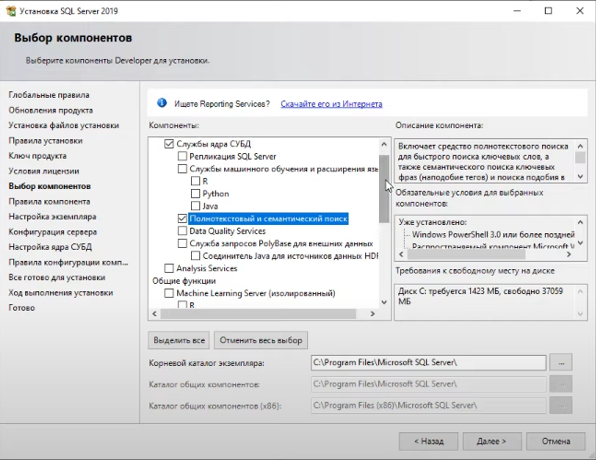 Установка SQL Server 2019
Выбор компонентов
Выберите компоненты Developer для установки.
Глобальные правила
Обновления продукта
Установка файлов установки
Правила установки
Ключ продукта
Условия лицензии
Выбор компонентов
Правила компонента
Настройка экземпляра
Конфигурация сервера
Настройка ядра СУБД
Правила конфигурации комп...
Все готово для установки
Ход выполнения установки
Готово
Ищете Reporting Services? Скачайте его из Интернета
Компоненты:
Службы ядра СУБД
Репликация SQL Server
Службы машинного обучения и расширения язы
R
Python
Java
Полнотекстовый и семантический поиск
Data Quality Services
Служба запросов PolyBase для внешних данных
Соединитель Java для источников данных HDF
Analysis Services
Общие функции
Machine Learning Server (изолированный)
R
Описание компонента:
Включает средство полнотекстового поиска
для быстрого поиска ключевых слов, а
также семантического поиска ключевых
фраз (наподобие тегов) и поиска подобия в
Обязательные условия для выбранных
компонентов:
Уже установлены:
Windows PowerShell 3.0 или более поздней
Распространяемый компонент Microsoft V
Требования к свободному месту на диске
Диск C: требуется 1423 МБ, свободно 37059
МБ
Выделить все
Отменить весь выбор
Корневой каталог экземпляра:
C:\Program Files\Microsoft SQL Server\
...
Каталог общих компонентов:
C:\Program Files\Microsoft SQL Server\
...
Каталог общих компонентов (x86):
C:\Program Files (x86)\Microsoft SQL Server\
...
< Назад
Далее >
Отмена